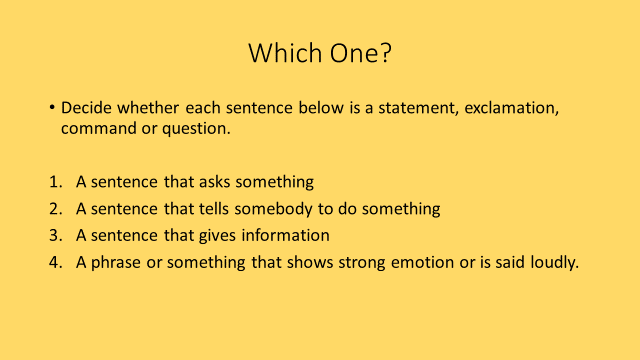 Which One?
• Decide whether each sentence below is a statement, exclamation,
command or question.
1. A sentence that asks something
2. A sentence that tells somebody to do something
3. A sentence that gives information
4. A phrase or something that shows strong emotion or is said loudly.